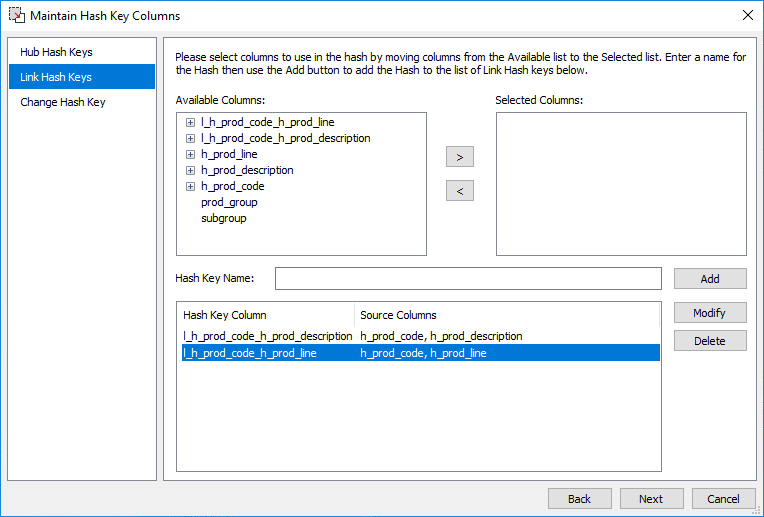 Maintain Hash Key Columns
Hub Hash Keys
Link Hash Keys
Change Hash Key
Please select columns to use in the hash by moving columns from the Available list to the Selected list. Enter a name for
the Hash then use the Add button to add the Hash to the list of Link Hash keys below.
Available Columns:
Selected Columns:
l_h_prod_code_h_prod_line
l_h_prod_code_h_prod_description
h_prod_line
h_prod_description
h_prod_code
prod_group
subgroup
>
<
Hash Key Name:
Add
Hash Key Column Source Columns
l_h_prod_code_h_prod_description h_prod_code, h_prod_description
l_h_prod_code_h_prod_line h_prod_code, h_prod_line
Modify
Delete
Back Next Cancel